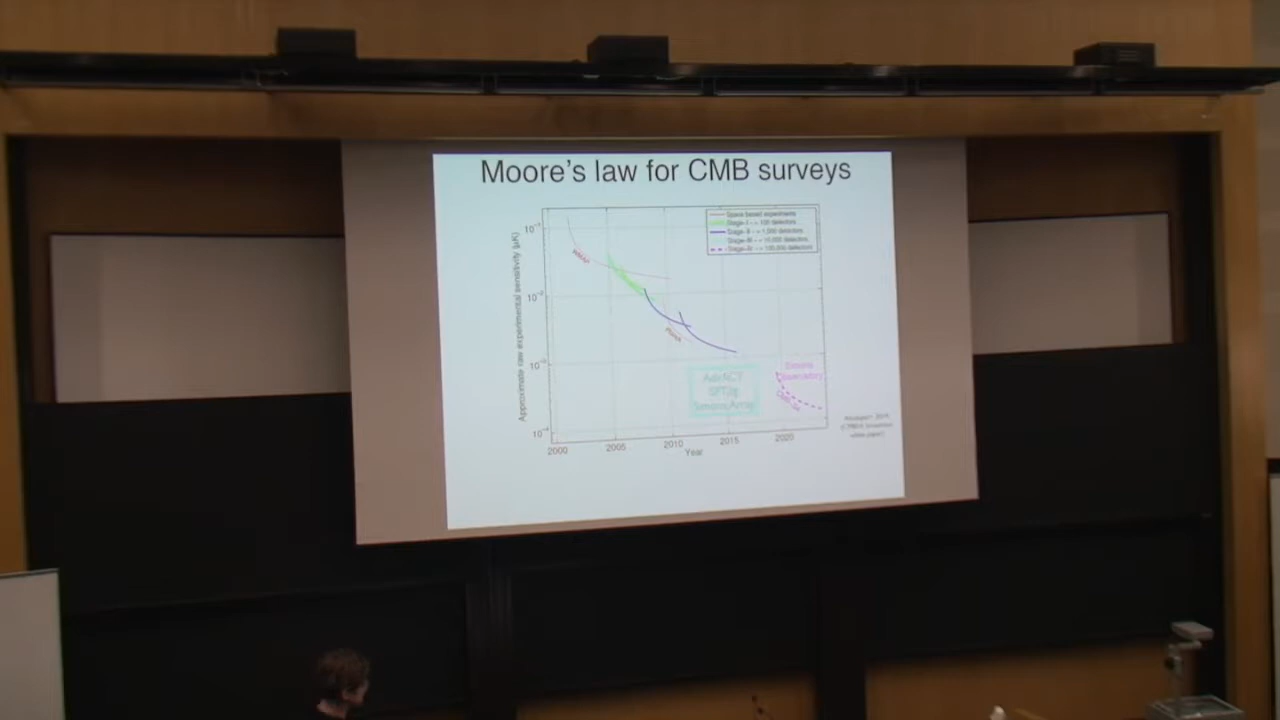 Moore's law for CMB surveys
Space based experiments
Stage-I − ≈ 100 detectors
Stage-II − ≈ 1,000 detectors
Stage-III − ≈ 10,000 detectors
Stage-IV − ≈ 100,000 detectors
Approximate raw experimental sensitivity (µK)
10⁻¹
10⁻²
10⁻³
10⁻⁴
WMAP
Planck
AdvACT
SPT3g
Simons Array
Simons
Observatory
CMB-S4
2000
2005
2010
2015
2020
Year